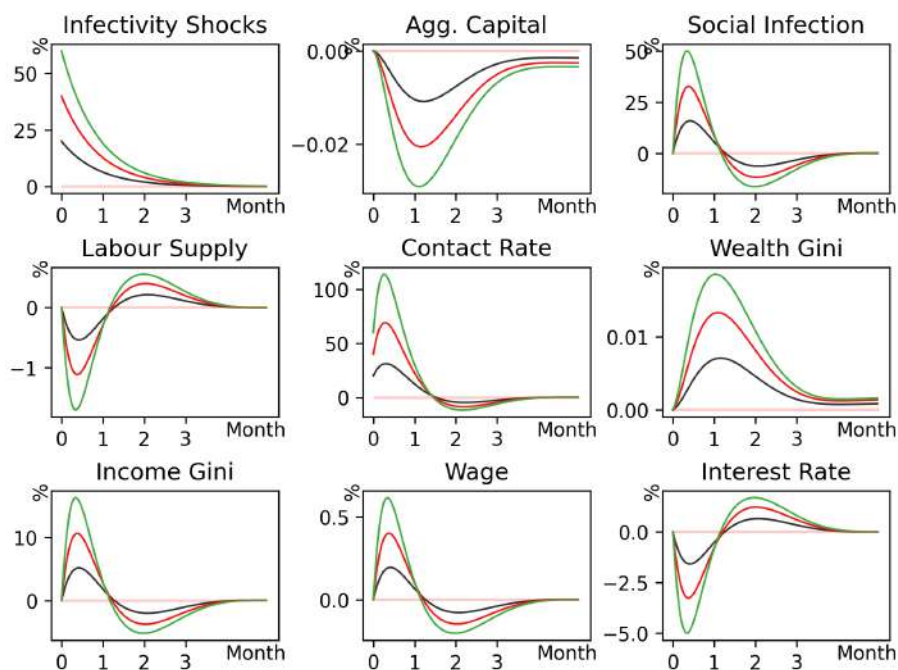 Infectivity Shocks
%
50
25
0
0 1 2 3
Month
Agg. Capital
%
0.00
−0.02
0 1 2 3
Month
Social Infection
%
50
25
0
0 1 2 3
Month
Labour Supply
%
0
−1
0 1 2 3
Month
Contact Rate
%
100
50
0
0 1 2 3
Month
Wealth Gini
%
0.01
0.00
0 1 2 3
Month
Income Gini
%
10
0
0 1 2 3
Month
Wage
%
0.5
0.0
0 1 2 3
Month
Interest Rate
%
0.0
−2.5
−5.0
0 1 2 3
Month